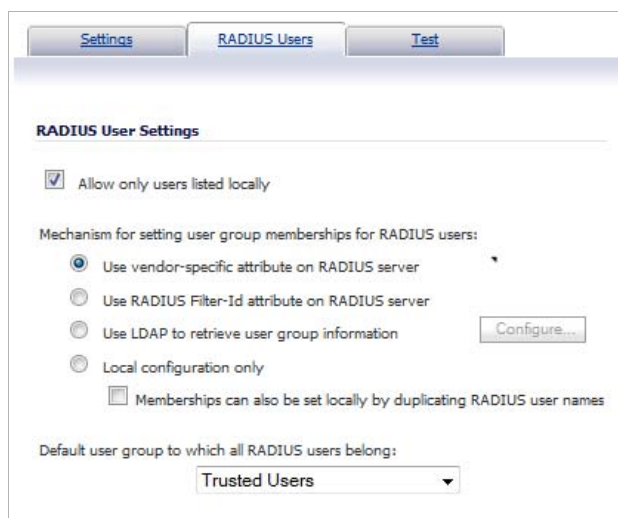 Settings
RADIUS Users
Test
RADIUS User Settings
Allow only users listed locally
Mechanism for setting user group memberships for RADIUS users:
Use vendor-specific attribute on RADIUS server
Use RADIUS Filter-Id attribute on RADIUS server
Use LDAP to retrieve user group information
Configure...
Local configuration only
Memberships can also be set locally by duplicating RADIUS user names
Default user group to which all RADIUS users belong:
Trusted Users